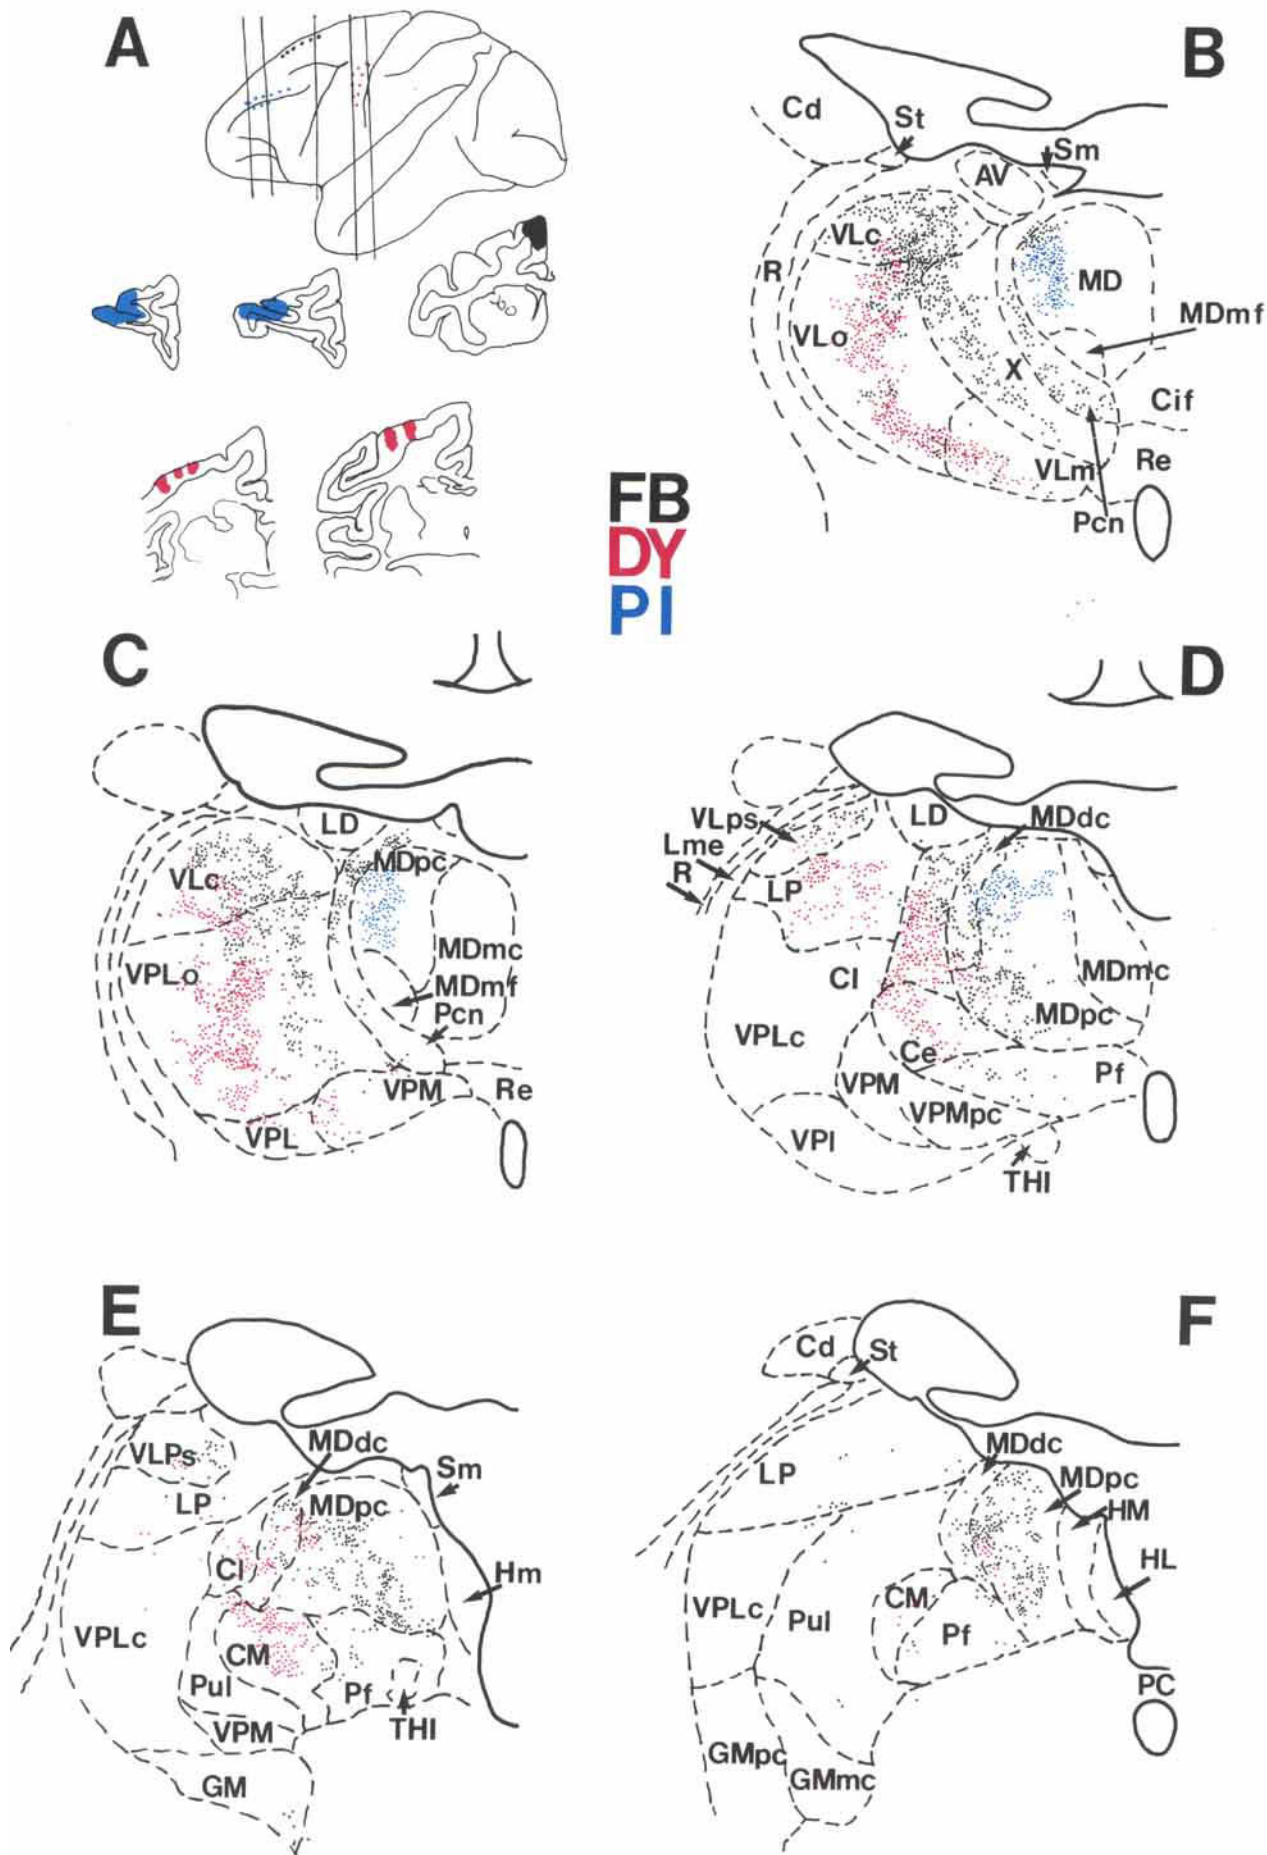 A
B
Cd
St
Sm
AV
VLc
R
MD
MDmf
VLo
X
Cif
VLm
Re
Pcn
FB
DY
PI
C
LD
MDpc
VLc
VPLo
MDmc
MDmf
Pcn
VPM
Re
VPL
D
VLps
LD
MDdc
Lme
R
LP
Cl
MDmc
MDpc
VPLc
Ce
Pf
VPM
VPMpc
VPI
THI
E
VLPs
MDdc
Sm
LP
MDpc
Cl
Hm
VPLc
CM
Pul
Pf
VPM
THI
GM
F
Cd
St
MDdc
LP
MDpc
HM
HL
CM
VPLc
Pul
Pf
PC
GMpc
GMmc